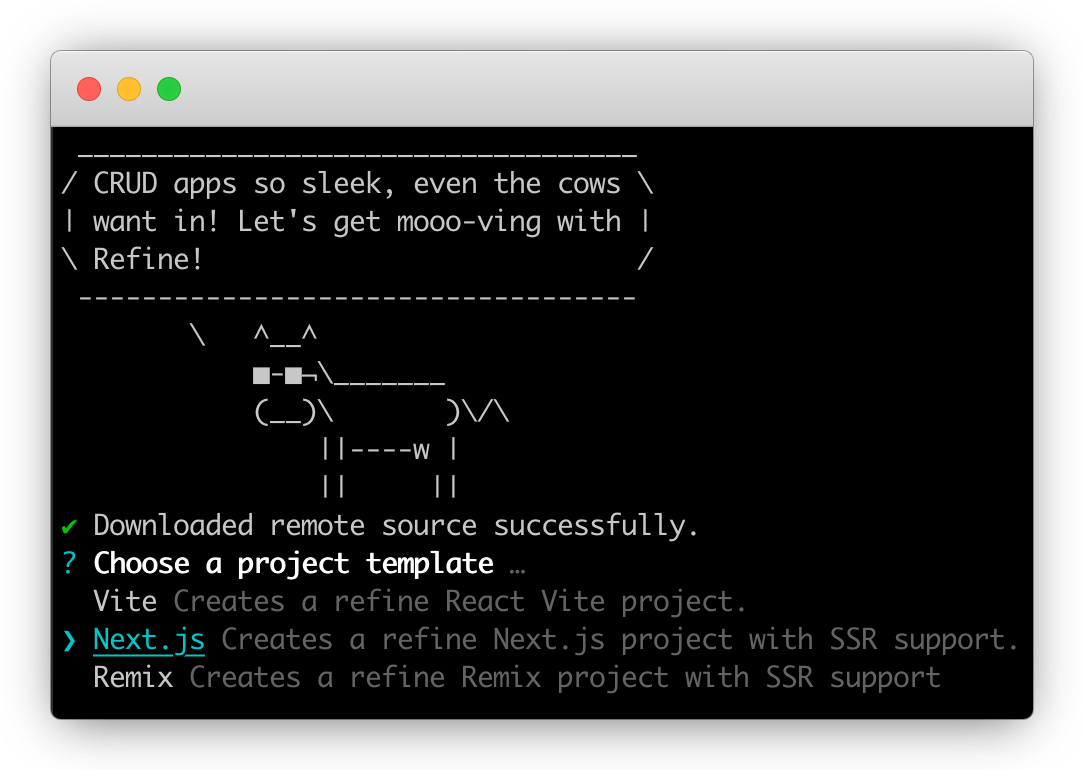 ___________________________________
/ CRUD apps so sleek, even the cows \
| want in! Let's get mooo-ving with |
\ Refine!                           /
 -----------------------------------
        \   ^__^
            ■-■¬\_______
            (__)\       )\/\
                ||----w |
                ||     ||
✔ Downloaded remote source successfully.
? Choose a project template …
  Vite Creates a refine React Vite project.
❯ Next.js Creates a refine Next.js project with SSR support.
  Remix Creates a refine Remix project with SSR support